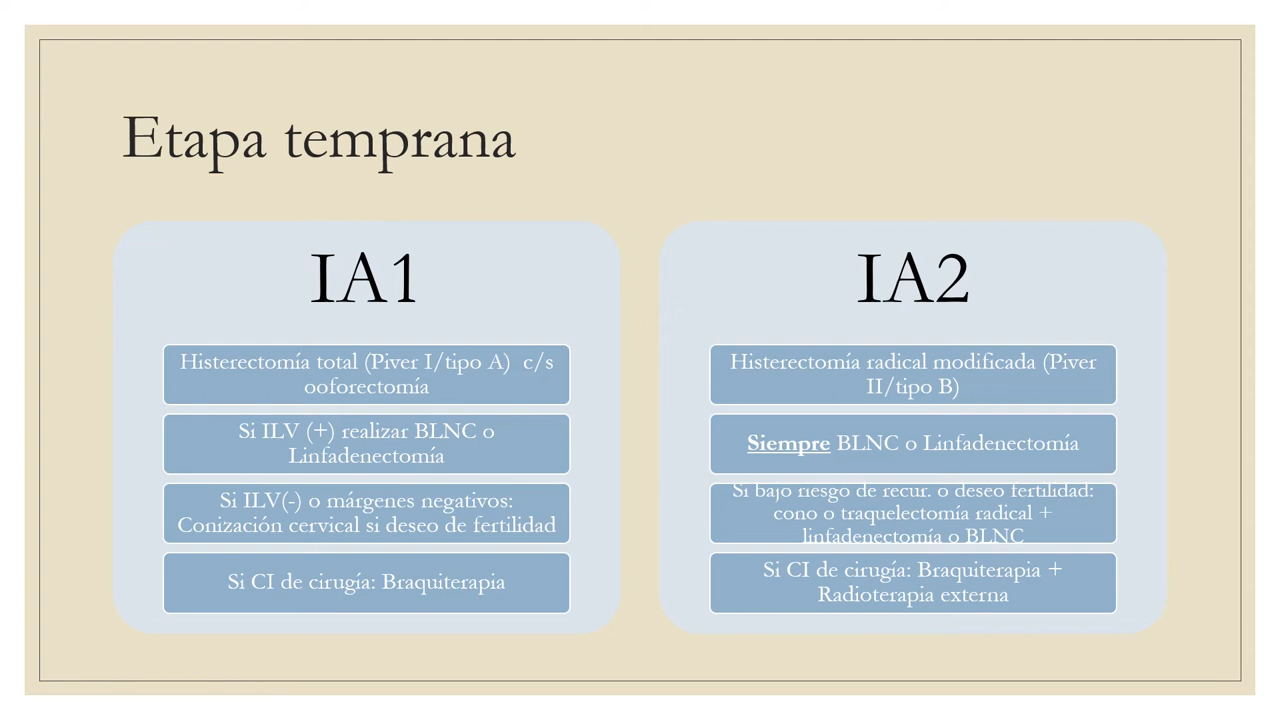 Etapa temprana
IA1
Histerectomía total (Piver I/tipo A)  c/s
ooforectomía
Si ILV (+) realizar BLNC o
Linfadenectomía
Si ILV(-) o márgenes negativos:
Conización cervical si deseo de fertilidad
Si CI de cirugía: Braquiterapia
IA2
Histerectomía radical modificada (Piver
II/tipo B)
Siempre BLNC o Linfadenectomía
Si bajo riesgo de recur. o deseo fertilidad:
cono o traquelectomía radical +
linfadenectomía o BLNC
Si CI de cirugía: Braquiterapia +
Radioterapia externa